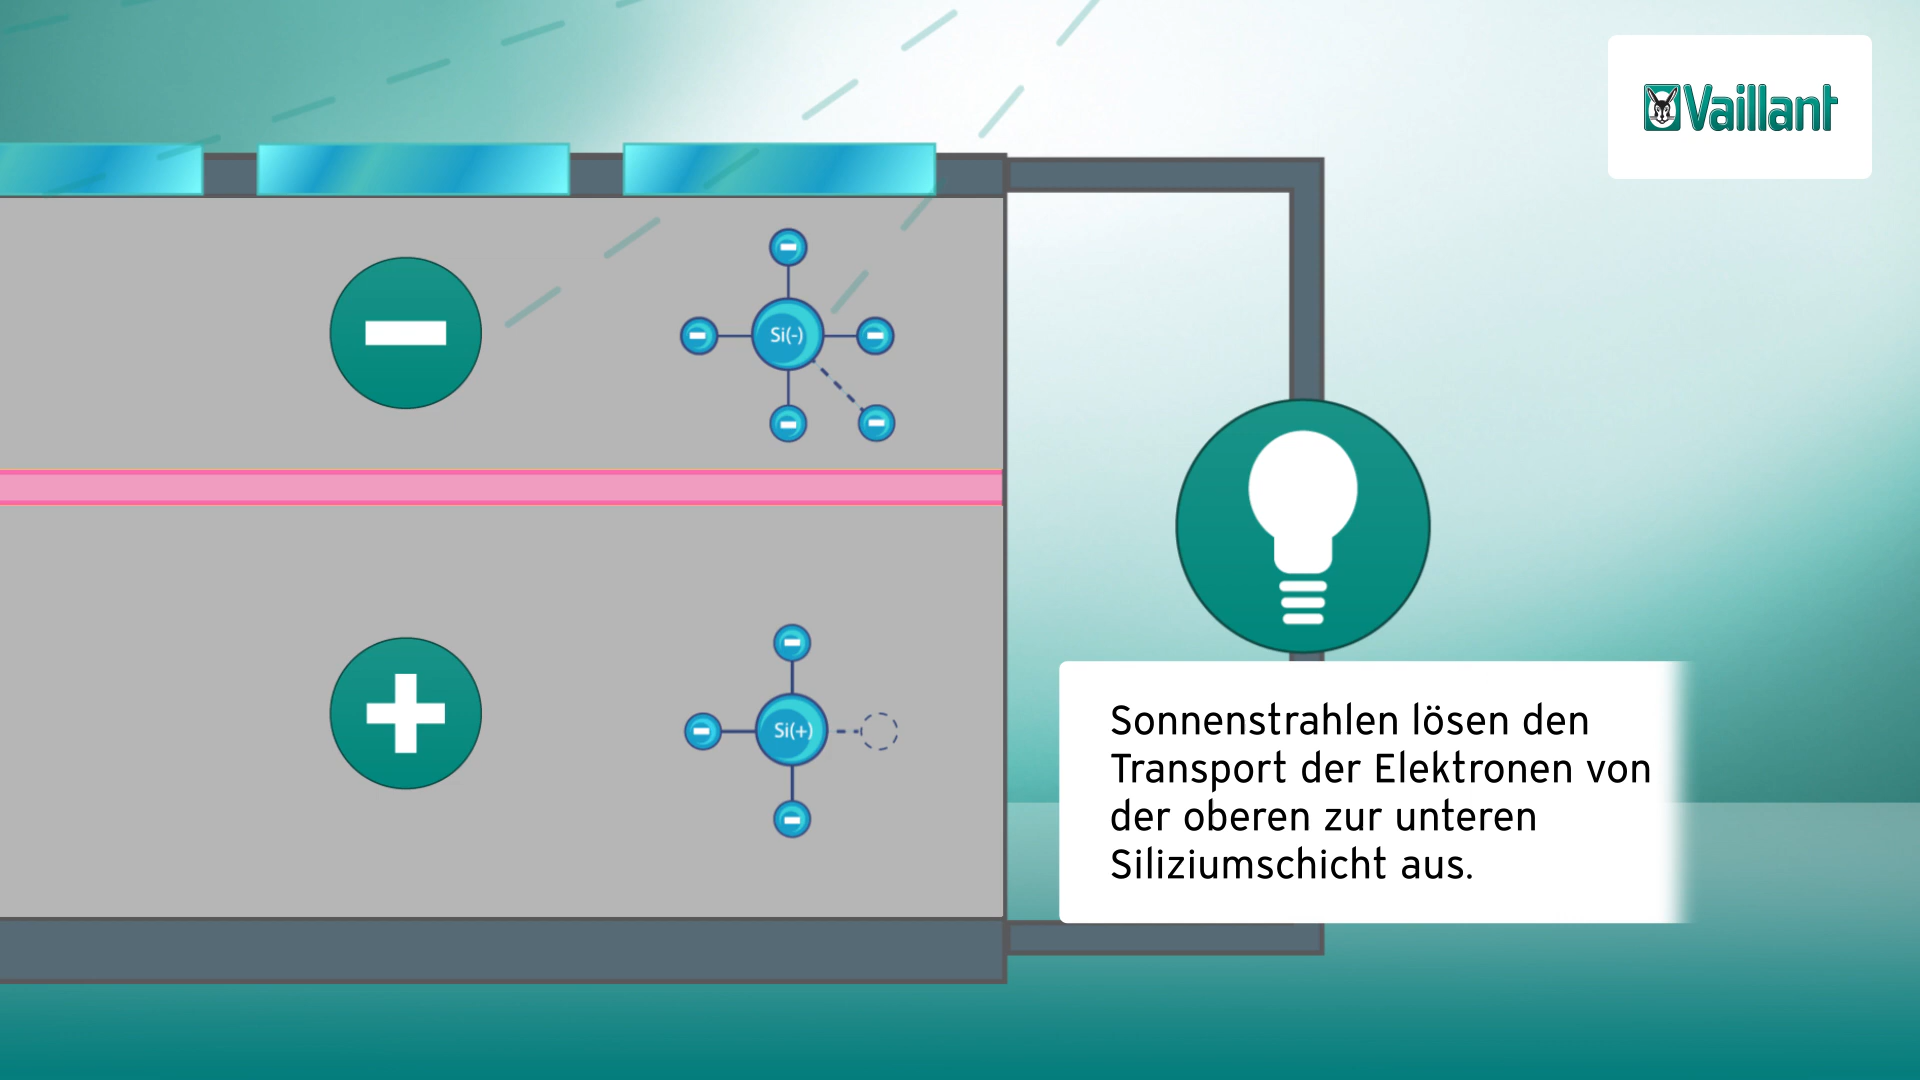 Vaillant
Si(-)
Si(+)
Sonnenstrahlen lösen den
Transport der Elektronen von
der oberen zur unteren
Siliziumschicht aus.